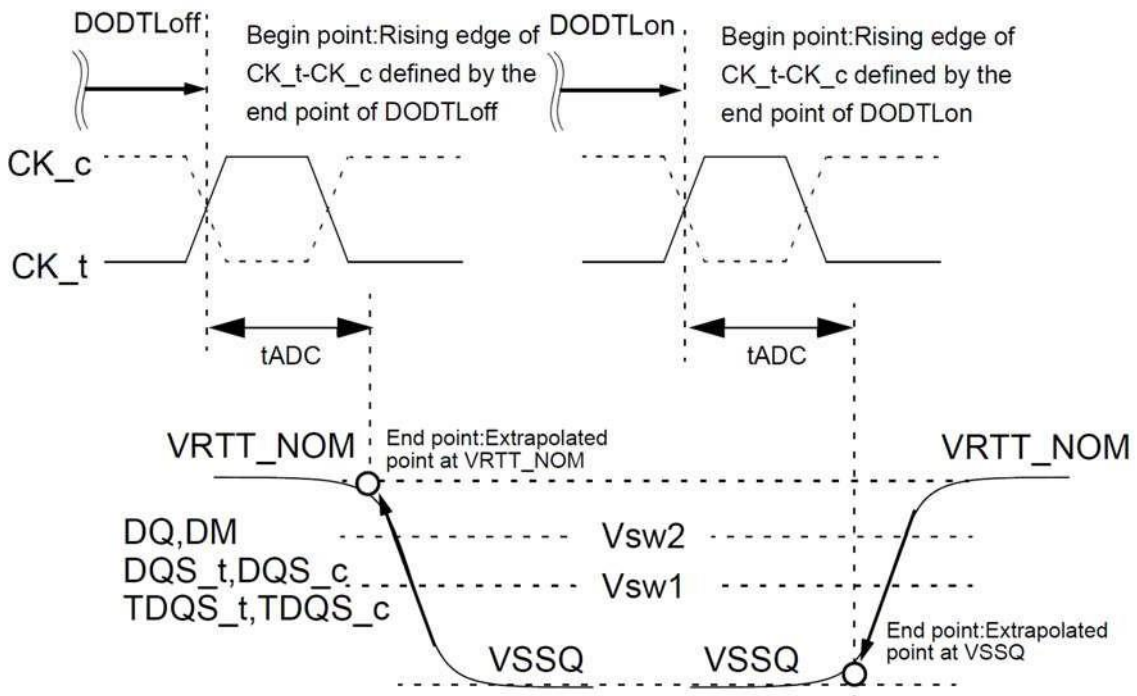 DODTLoff
Begin point:Rising edge of
CK_t-CK_c defined by the
end point of DODTLoff
DODTLon
Begin point:Rising edge of
CK_t-CK_c defined by the
end point of DODTLon
CK_c
CK_t
tADC
tADC
VRTT_NOM
End point:Extrapolated
point at VRTT_NOM
VRTT_NOM
DQ,DM
DQS_t,DQS_c
TDQS_t,TDQS_c
Vsw2
Vsw1
VSSQ
VSSQ
End point:Extrapolated
point at VSSQ